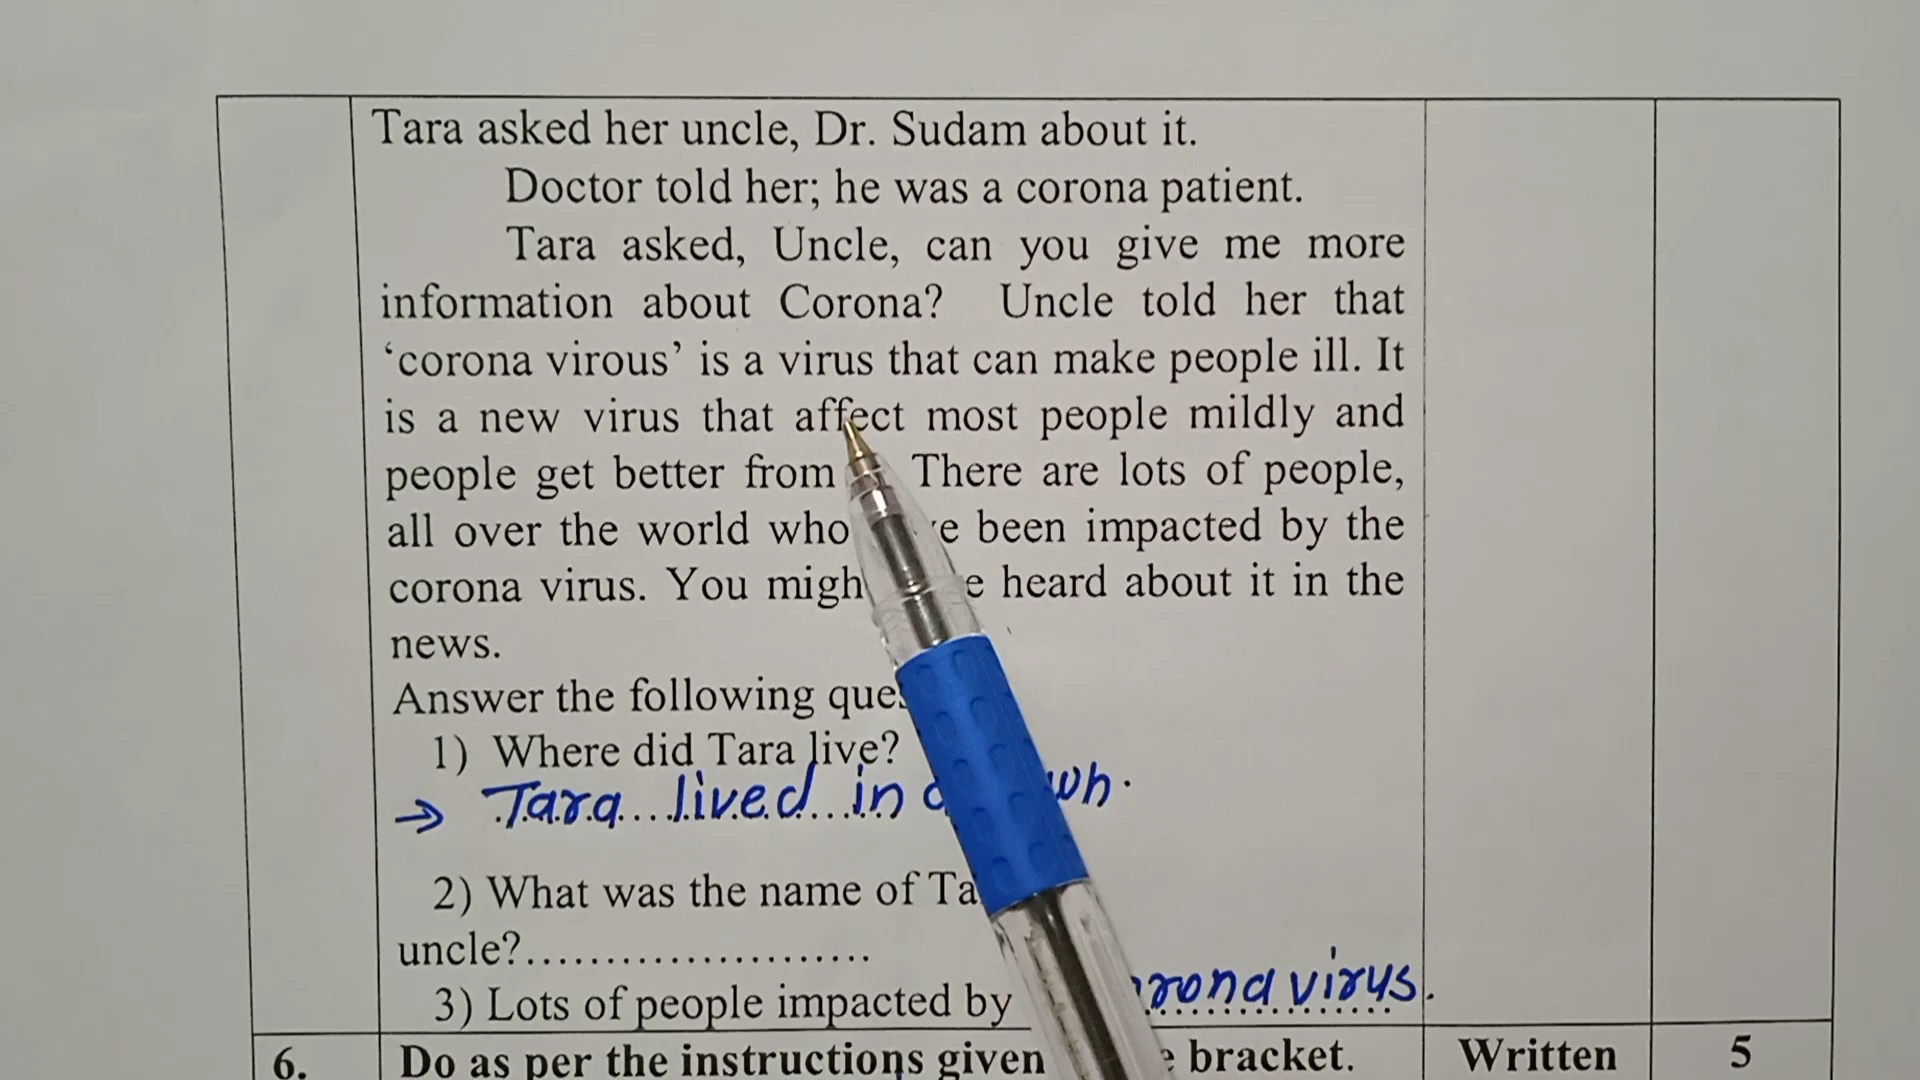 Tara asked her uncle, Dr. Sudam about it.
Doctor told her; he was a corona patient.
Tara asked, Uncle, can you give me more
information about Corona? Uncle told her that
‘corona virous’ is a virus that can make people ill. It
is a new virus that affect most people mildly and
people get better from There are lots of people,
all over the world who been impacted by the
corona virus. You heard about it in the
news.
Answer the following
1) Where did Tara live?
→ Tara....lived....in
2) What was the name of
uncle?......................
3) Lots of people impacted by virus.
6. Do as per the instructions given bracket. Written 5